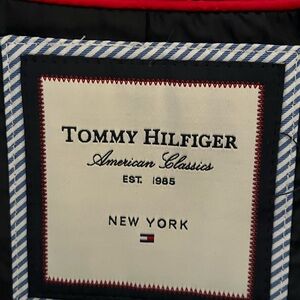 TOMMY HILFIGER
American Classics
EST. 1985
NEW YORK